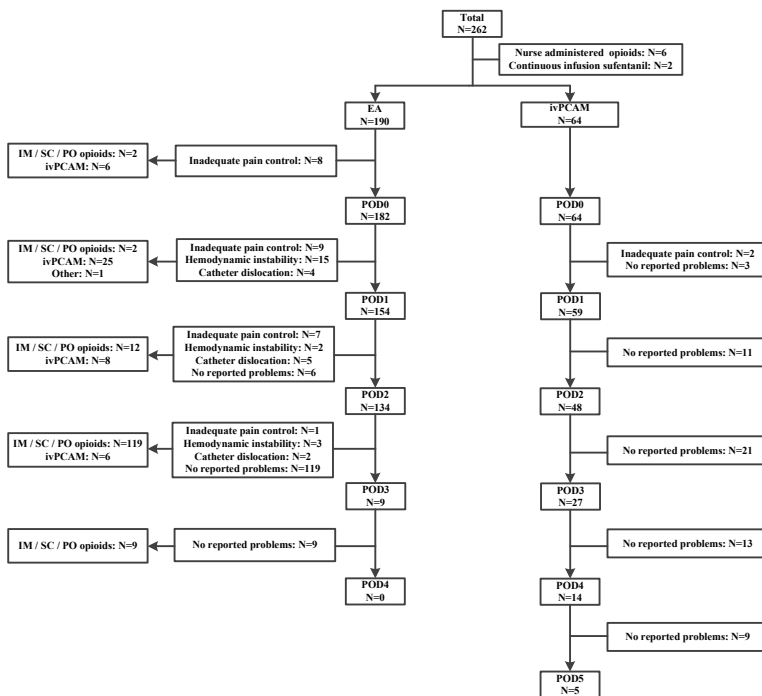 Total
N=262
Nurse administered opioids: N=6
Continuous infusion sufentanil: N=2
EA
N=190
ivPCAM
N=64
IM / SC / PO opioids: N=2
ivPCAM: N=6
Inadequate pain control: N=8
POD0
N=182
POD0
N=64
IM / SC / PO opioids: N=2
ivPCAM: N=25
Other: N=1
Inadequate pain control: N=9
Hemodynamic instability: N=15
Catheter dislocation: N=4
Inadequate pain control: N=2
No reported problems: N=3
POD1
N=154
POD1
N=59
IM / SC / PO opioids: N=12
ivPCAM: N=8
Inadequate pain control: N=7
Hemodynamic instability: N=2
Catheter dislocation: N=5
No reported problems: N=6
No reported problems: N=11
POD2
N=134
POD2
N=48
IM / SC / PO opioids: N=119
ivPCAM: N=6
Inadequate pain control: N=1
Hemodynamic instability: N=3
Catheter dislocation: N=2
No reported problems: N=119
No reported problems: N=21
POD3
N=9
POD3
N=27
IM / SC / PO opioids: N=9
No reported problems: N=9
No reported problems: N=13
POD4
N=0
POD4
N=14
No reported problems: N=9
POD5
N=5